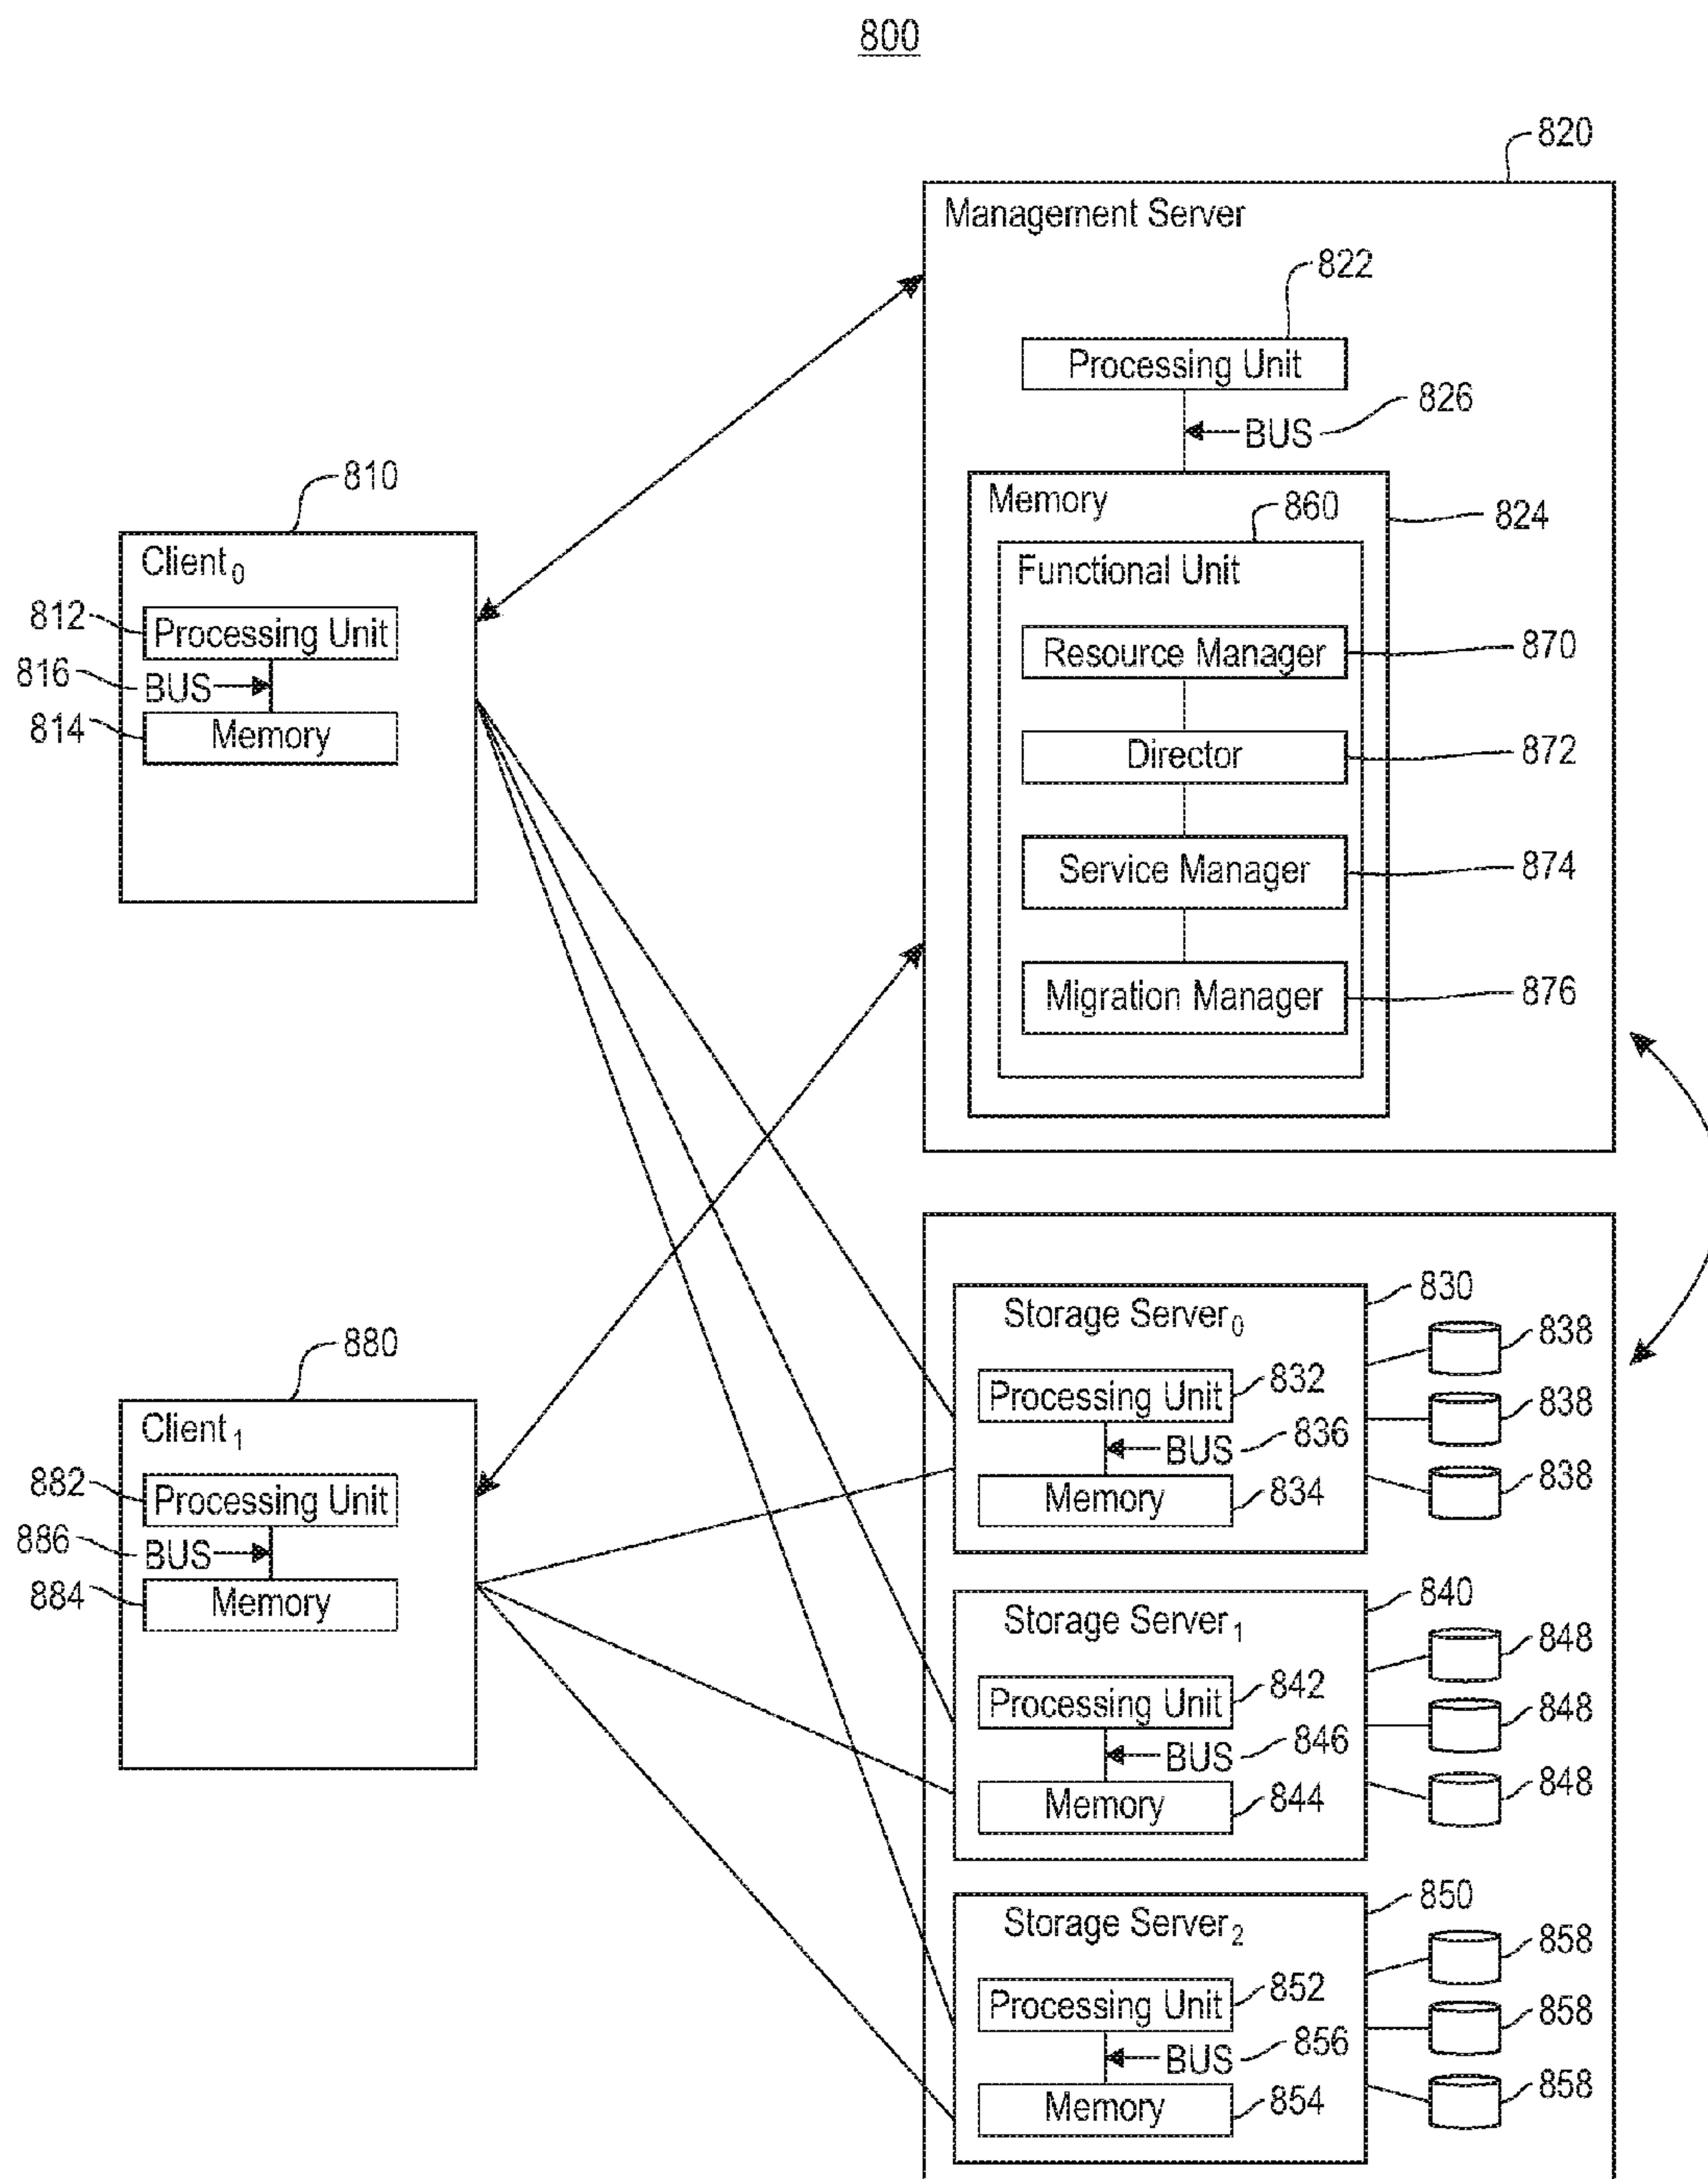 800
820
Management Server
822
Processing Unit
826
BUS
810
Memory
860
824
Client0
Functional Unit
812
Processing Unit
Resource Manager
870
816
BUS
814
Memory
Director
872
Service Manager
874
Migration Manager
876
830
Storage Server0
838
880
832
Processing Unit
838
Client1
836
BUS
882
Processing Unit
838
834
Memory
886
BUS
884
Memory
840
Storage Server1
848
842
Processing Unit
848
846
BUS
848
844
Memory
850
Storage Server2
858
852
Processing Unit
858
856
BUS
858
854
Memory